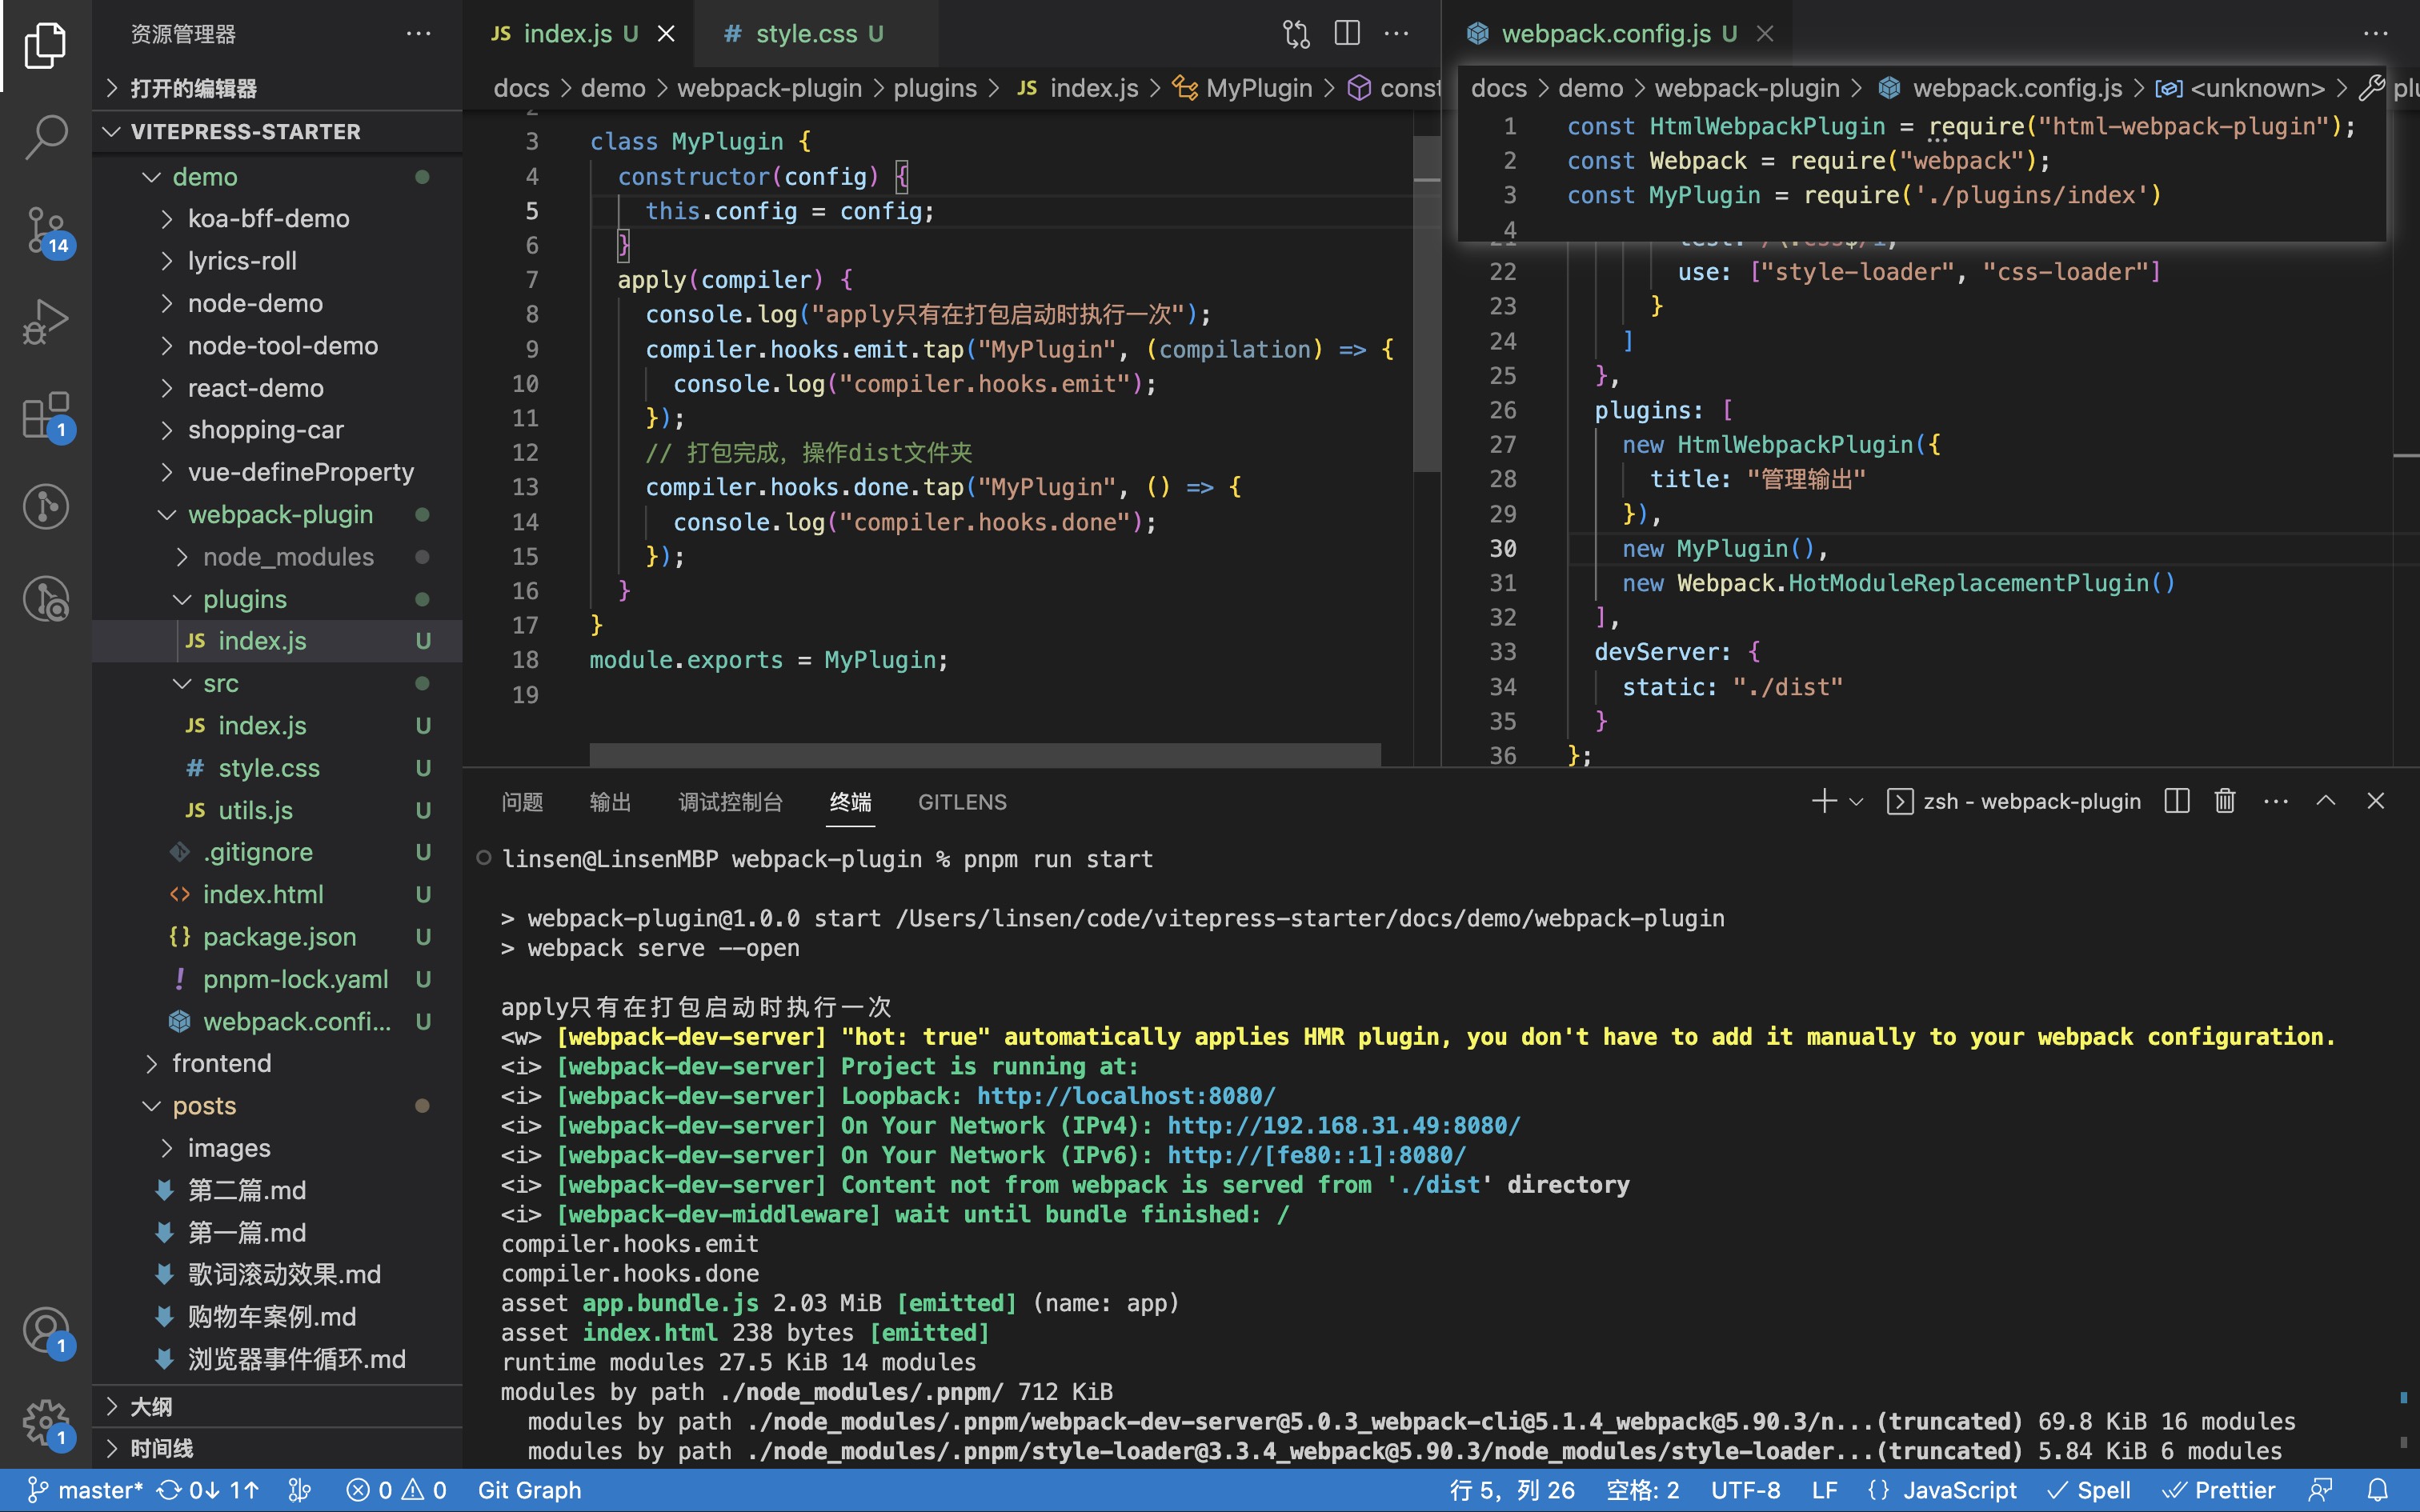 资源管理器
打开的编辑器
VITEPRESS-STARTER
demo
koa-bff-demo
lyrics-roll
node-demo
node-tool-demo
react-demo
shopping-car
vue-defineProperty
webpack-plugin
node_modules
plugins
JS index.js U
src
JS index.js U
# style.css U
JS utils.js U
.gitignore U
<> index.html U
{} package.json U
! pnpm-lock.yaml U
webpack.confi... U
frontend
posts
images
第二篇.md
第一篇.md
歌词滚动效果.md
购物车案例.md
浏览器事件循环.md
大纲
时间线
14
1
1
1
JS index.js U
# style.css U
docs > demo > webpack-plugin > plugins > JS index.js > MyPlugin > const
2
3 class MyPlugin {
4 constructor(config) {
5 this.config = config;
6 }
7 apply(compiler) {
8 console.log("apply只有在打包启动时执行一次");
9 compiler.hooks.emit.tap("MyPlugin", (compilation) => {
10 console.log("compiler.hooks.emit");
11 });
12 // 打包完成，操作dist文件夹
13 compiler.hooks.done.tap("MyPlugin", () => {
14 console.log("compiler.hooks.done");
15 });
16 }
17 }
18 module.exports = MyPlugin;
19
webpack.config.js U
docs > demo > webpack-plugin > webpack.config.js > <unknown> > plu
1 const HtmlWebpackPlugin = require("html-webpack-plugin");
2 const Webpack = require("webpack");
3 const MyPlugin = require('./plugins/index')
4
21 test: /\.css$/i,
22 use: ["style-loader", "css-loader"]
23 }
24 ]
25 },
26 plugins: [
27 new HtmlWebpackPlugin({
28 title: "管理输出"
29 }),
30 new MyPlugin(),
31 new Webpack.HotModuleReplacementPlugin()
32 ],
33 devServer: {
34 static: "./dist"
35 }
36 };
问题 输出 调试控制台 终端 GITLENS
zsh - webpack-plugin
linsen@LinsenMBP webpack-plugin % pnpm run start
> webpack-plugin@1.0.0 start /Users/linsen/code/vitepress-starter/docs/demo/webpack-plugin
> webpack serve --open
apply只有在打包启动时执行一次
<w> [webpack-dev-server] "hot: true" automatically applies HMR plugin, you don't have to add it manually to your webpack configuration.
<i> [webpack-dev-server] Project is running at:
<i> [webpack-dev-server] Loopback: http://localhost:8080/
<i> [webpack-dev-server] On Your Network (IPv4): http://192.168.31.49:8080/
<i> [webpack-dev-server] On Your Network (IPv6): http://[fe80::1]:8080/
<i> [webpack-dev-server] Content not from webpack is served from './dist' directory
<i> [webpack-dev-middleware] wait until bundle finished: /
compiler.hooks.emit
compiler.hooks.done
asset app.bundle.js 2.03 MiB [emitted] (name: app)
asset index.html 238 bytes [emitted]
runtime modules 27.5 KiB 14 modules
modules by path ./node_modules/.pnpm/ 712 KiB
modules by path ./node_modules/.pnpm/webpack-dev-server@5.0.3_webpack-cli@5.1.4_webpack@5.90.3/n...(truncated) 69.8 KiB 16 modules
modules by path ./node_modules/.pnpm/style-loader@3.3.4_webpack@5.90.3/node_modules/style-loader...(truncated) 5.84 KiB 6 modules
master* 0↓ 1↑ 0 0 Git Graph 行 5，列 26 空格: 2 UTF-8 LF {} JavaScript Spell Prettier